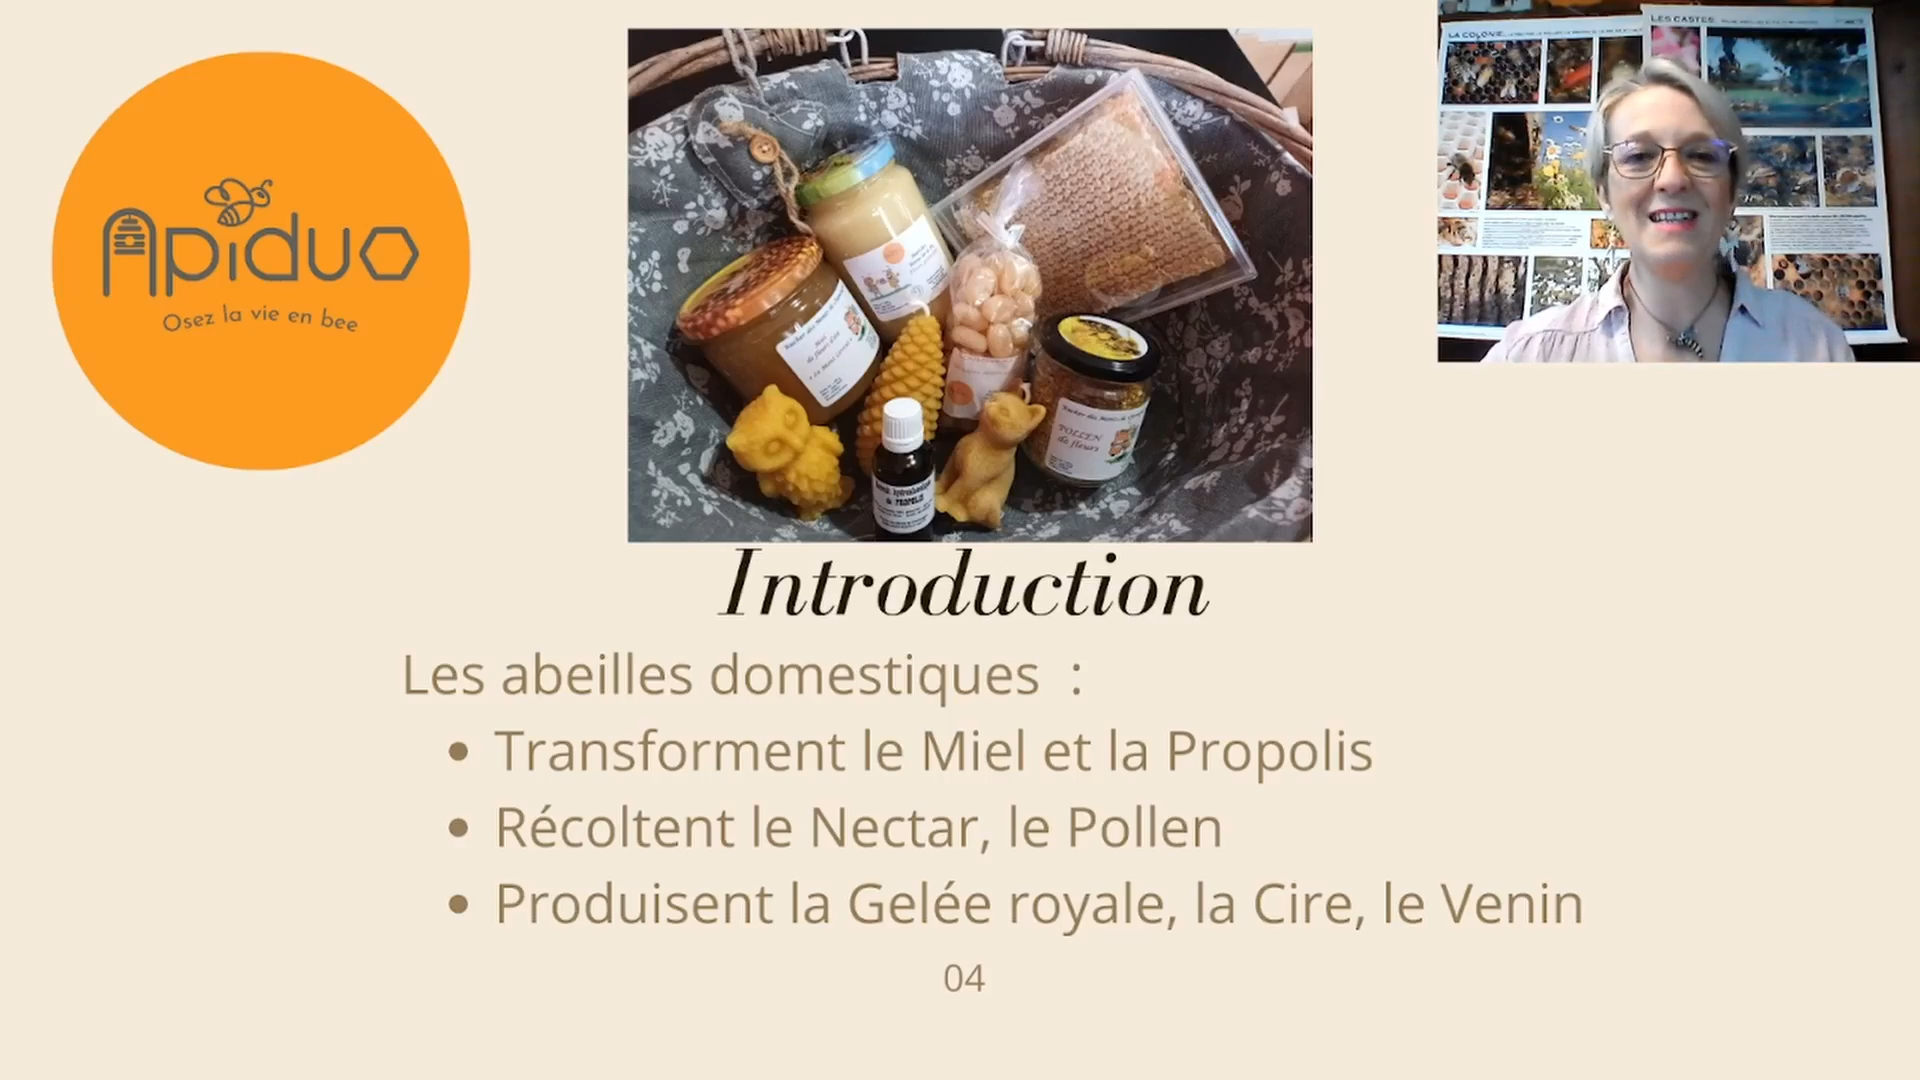 Apiduo
Osez la vie en bee
LA COLONIE
LES CASTES
POLLEN
de fleurs
PROPOLIS
Introduction
Les abeilles domestiques :
• Transforment le Miel et la Propolis
• Récoltent le Nectar, le Pollen
• Produisent la Gelée royale, la Cire, le Venin
04